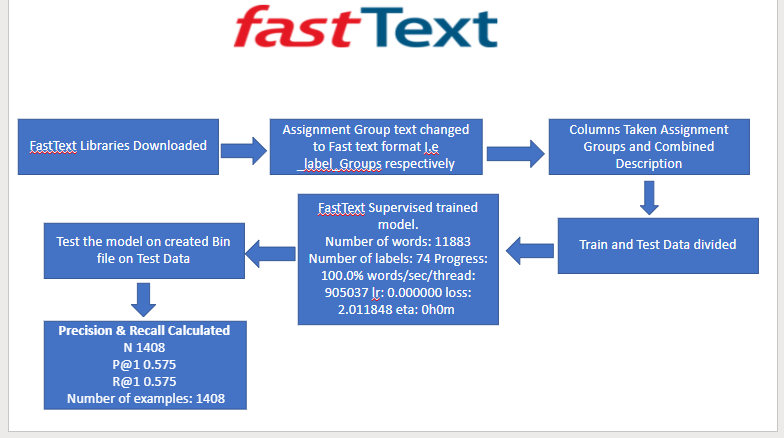 fastText
FastText Libraries Downloaded
Assignment Group text changed
to Fast text format I,e
_label_Groups respectively
Columns Taken Assignment
Groups and Combined
Description
Train and Test Data divided
FastText Supervised trained
model.
Number of words: 11883
Number of labels: 74 Progress:
100.0% words/sec/thread:
905037 lr: 0.000000 loss:
2.011848 eta: 0h0m
Test the model on created Bin
file on Test Data
Precision & Recall Calculated
N 1408
P@1 0.575
R@1 0.575
Number of examples: 1408